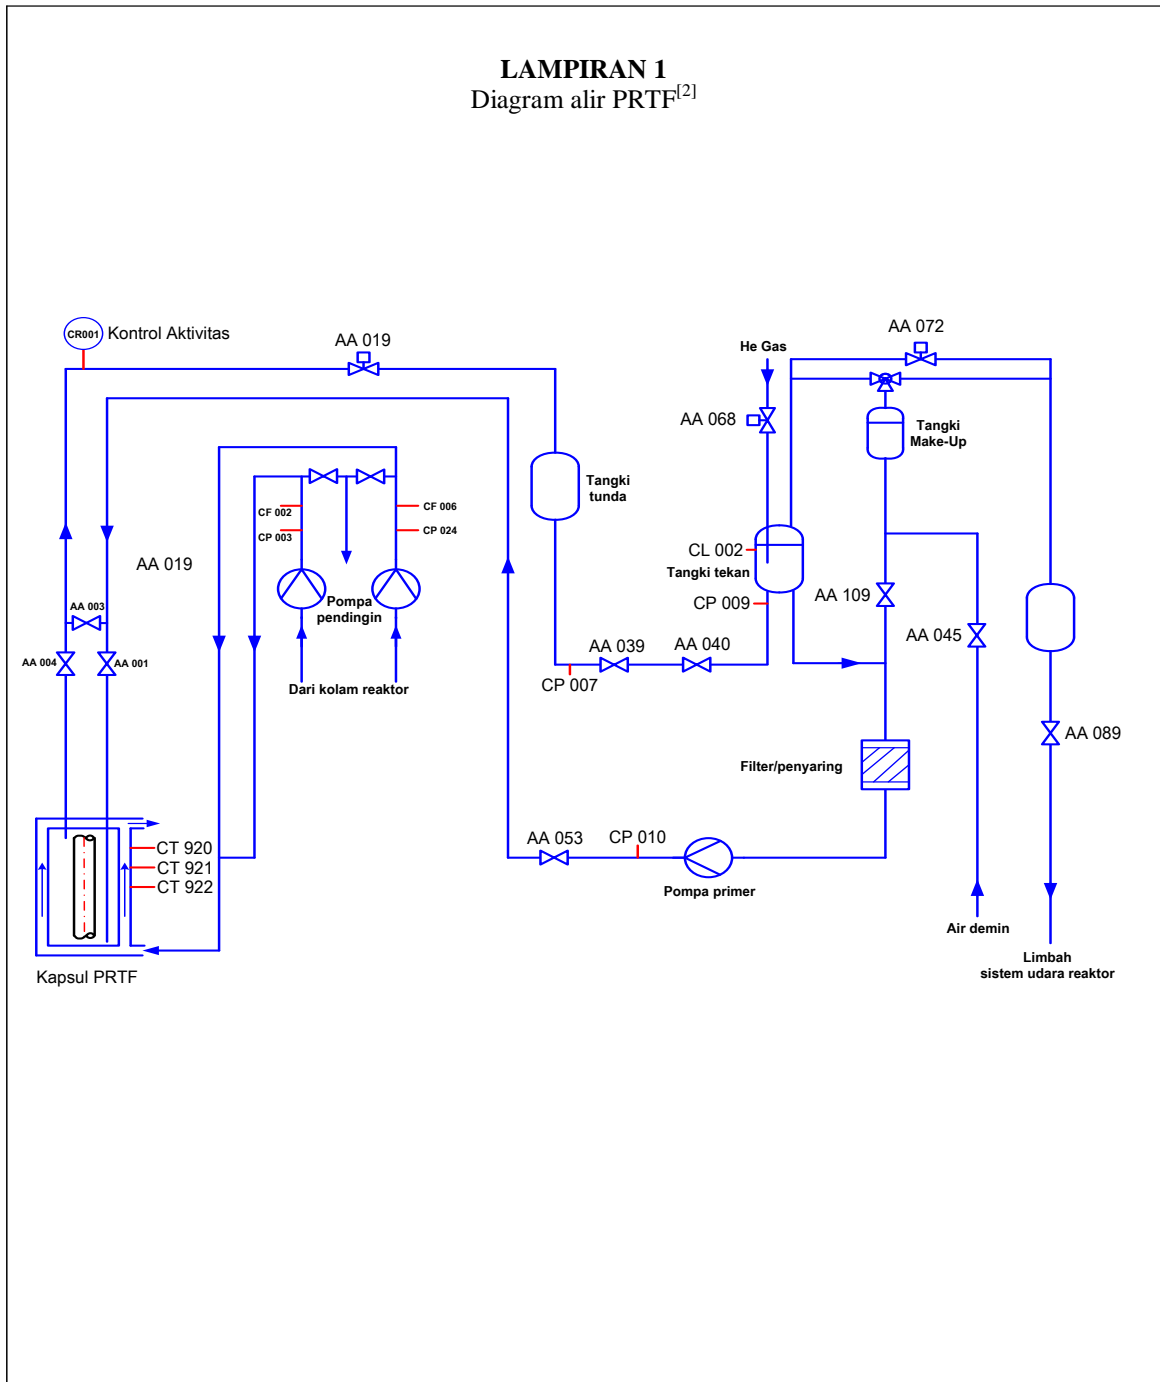 LAMPIRAN 1
Diagram alir PRTF[2]
CR001
Kontrol Aktivitas
AA 019
He Gas
AA 072
AA 068
Tangki
Make-Up
Tangki
tunda
CF 002
CF 006
CP 003
CP 024
CL 002
Tangki tekan
AA 019
Pompa
pendingin
CP 009
AA 109
AA 003
AA 045
AA 004
AA 001
AA 039
AA 040
CP 007
Dari kolam reaktor
AA 089
Filter/penyaring
AA 053
CP 010
CT 920
CT 921
CT 922
Pompa primer
Air demin
Limbah
sistem udara reaktor
Kapsul PRTF